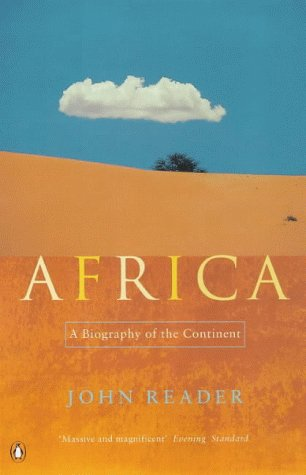 AFRICA
A Biography of the Continent
JOHN READER
'Massive and magnificent' Evening Standard